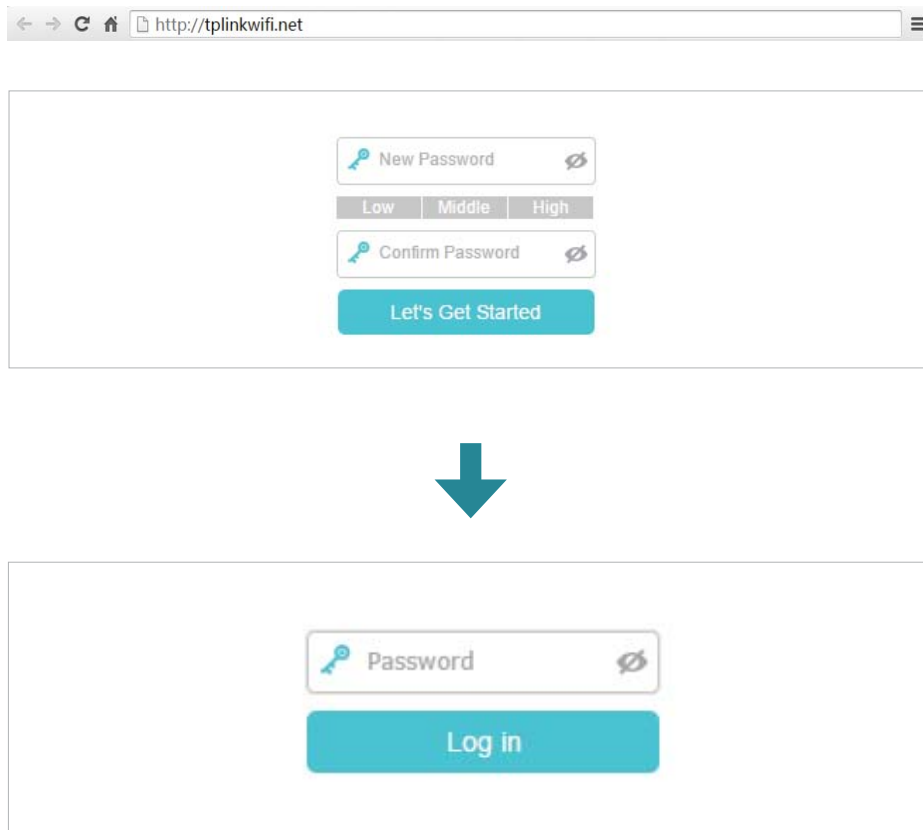 http://tplinkwifi.net
New Password
Low Middle High
Confirm Password
Let's Get Started
Password
Log in